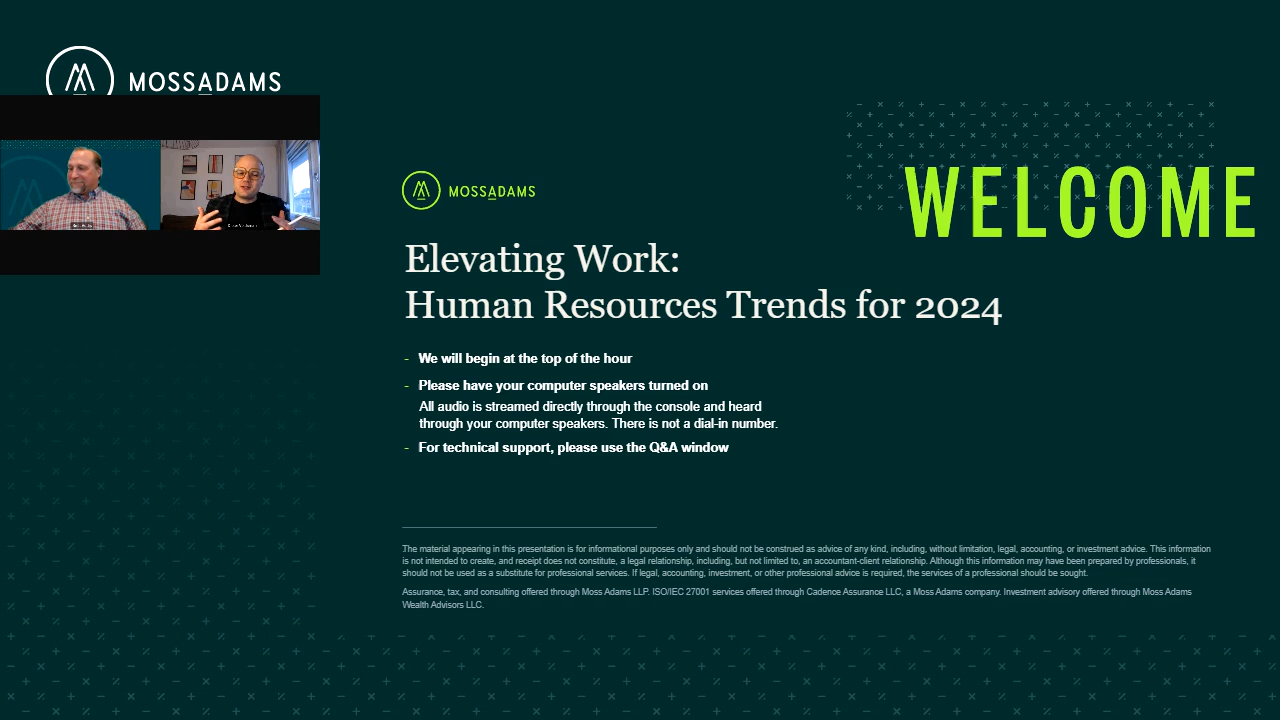 MOSSADAMS
WELCOME
MOSSADAMS
Elevating Work:
Human Resources Trends for 2024
- We will begin at the top of the hour
- Please have your computer speakers turned on
All audio is streamed directly through the console and heard
through your computer speakers. There is not a dial-in number.
- For technical support, please use the Q&A window
The material appearing in this presentation is for informational purposes only and should not be construed as advice of any kind, including, without limitation, legal, accounting, or investment advice. This information
is not intended to create, and receipt does not constitute, a legal relationship, including, but not limited to, an accountant-client relationship. Although this information may have been prepared by professionals, it
should not be used as a substitute for professional services. If legal, accounting, investment, or other professional advice is required, the services of a professional should be sought.
Assurance, tax, and consulting offered through Moss Adams LLP. ISO/IEC 27001 services offered through Cadence Assurance LLC, a Moss Adams company. Investment advisory offered through Moss Adams
Wealth Advisors LLC.